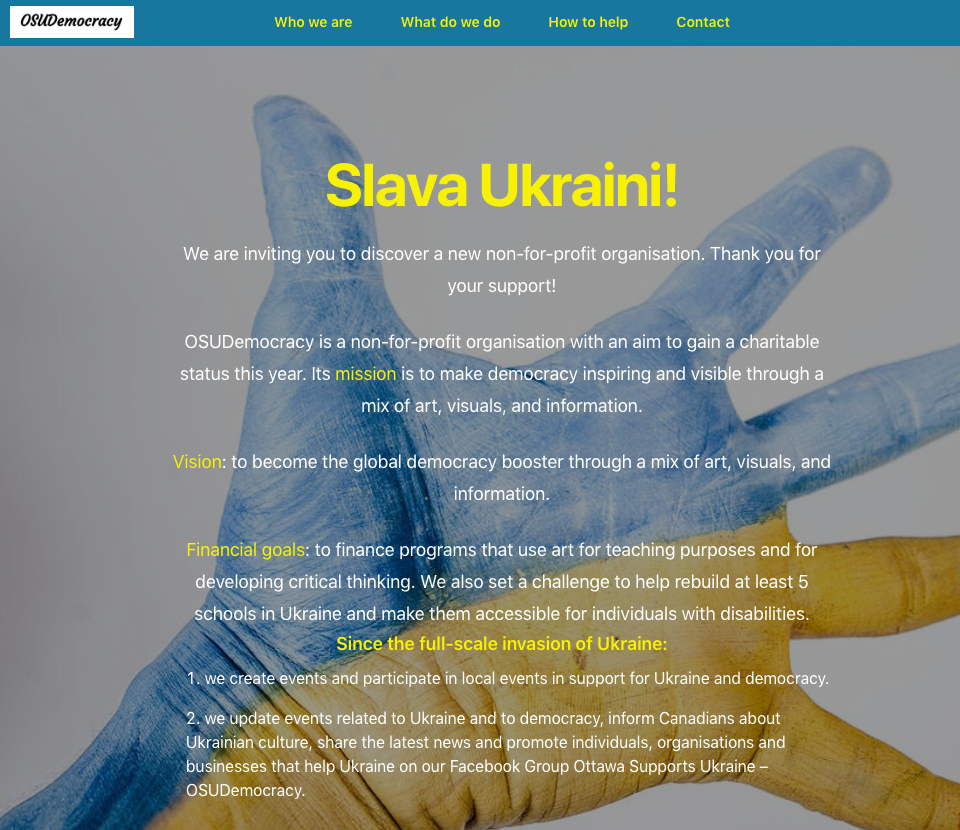 OSUDemocracy
Who we are
What do we do
How to help
Contact
Slava Ukraini!
We are inviting you to discover a new non-for-profit organisation. Thank you for
your support!
OSUDemocracy is a non-for-profit organisation with an aim to gain a charitable
status this year. Its mission is to make democracy inspiring and visible through a
mix of art, visuals, and information.
Vision: to become the global democracy booster through a mix of art, visuals, and
information.
Financial goals: to finance programs that use art for teaching purposes and for
developing critical thinking. We also set a challenge to help rebuild at least 5
schools in Ukraine and make them accessible for individuals with disabilities.
Since the full-scale invasion of Ukraine:
1. we create events and participate in local events in support for Ukraine and democracy.
2. we update events related to Ukraine and to democracy, inform Canadians about
Ukrainian culture, share the latest news and promote individuals, organisations and
businesses that help Ukraine on our Facebook Group Ottawa Supports Ukraine –
OSUDemocracy.